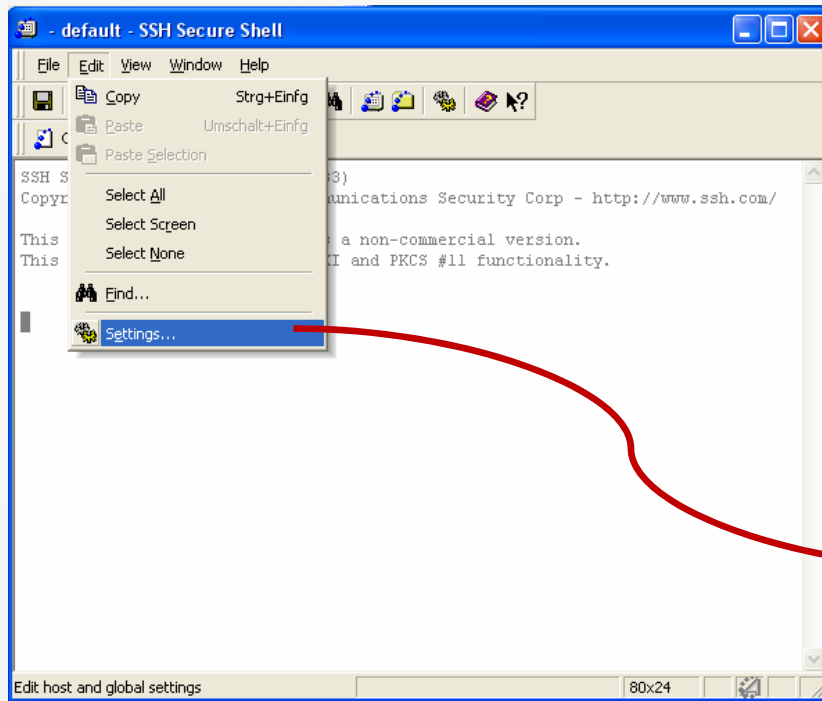 - default - SSH Secure Shell
File Edit View Window Help
Copy Strg+Einfg
Paste Umschalt+Einfg
Paste Selection
Select All
Select Screen
Select None
Find...
Settings...
SSH S 3)
Copyr unications Security Corp - http://www.ssh.com/
This a non-commercial version.
This KI and PKCS #11 functionality.
Edit host and global settings 80x24